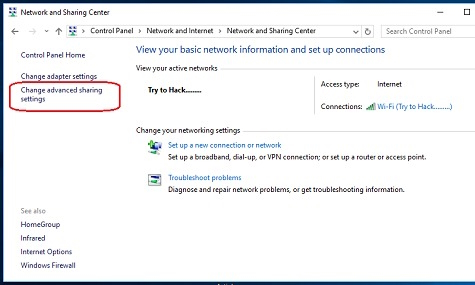 Network and Sharing Center
Control Panel > Network and Internet > Network and Sharing Center
Search Control Panel
Control Panel Home
Change adapter settings
Change advanced sharing
settings
View your basic network information and set up connections
View your active networks
Try to Hack.........
Access type: Internet
Connections: Wi-Fi (Try to Hack.........)
Change your networking settings
Set up a new connection or network
Set up a broadband, dial-up, or VPN connection; or set up a router or access point.
Troubleshoot problems
Diagnose and repair network problems, or get troubleshooting information.
See also
HomeGroup
Infrared
Internet Options
Windows Firewall